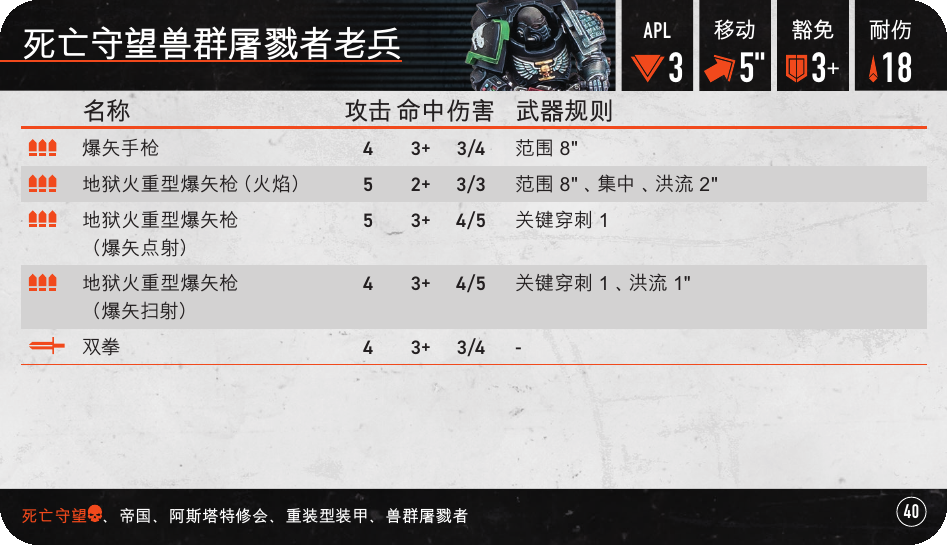 死亡守望兽群屠戮者老兵
APL 移动 豁免 耐伤
3 5" 3+ 18
名称 攻击 命中 伤害 武器规则
爆矢手枪 4 3+ 3/4 范围 8"
地狱火重型爆矢枪（火焰） 5 2+ 3/3 范围 8"、集中、洪流 2"
地狱火重型爆矢枪 5 3+ 4/5 关键穿刺 1
（爆矢点射）
地狱火重型爆矢枪 4 3+ 4/5 关键穿刺 1、洪流 1"
（爆矢扫射）
双拳 4 3+ 3/4 -
死亡守望、帝国、阿斯塔特修会、重装型装甲、兽群屠戮者 40